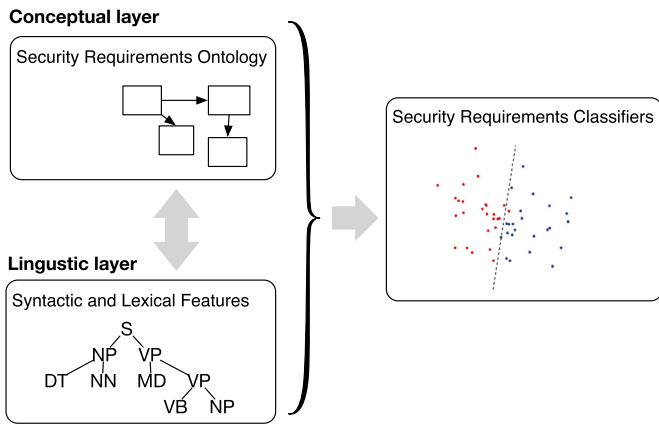 Conceptual layer
Security Requirements Ontology
Security Requirements Classifiers
Lingustic layer
Syntactic and Lexical Features
S
NP VP
DT NN MD VP
VB NP